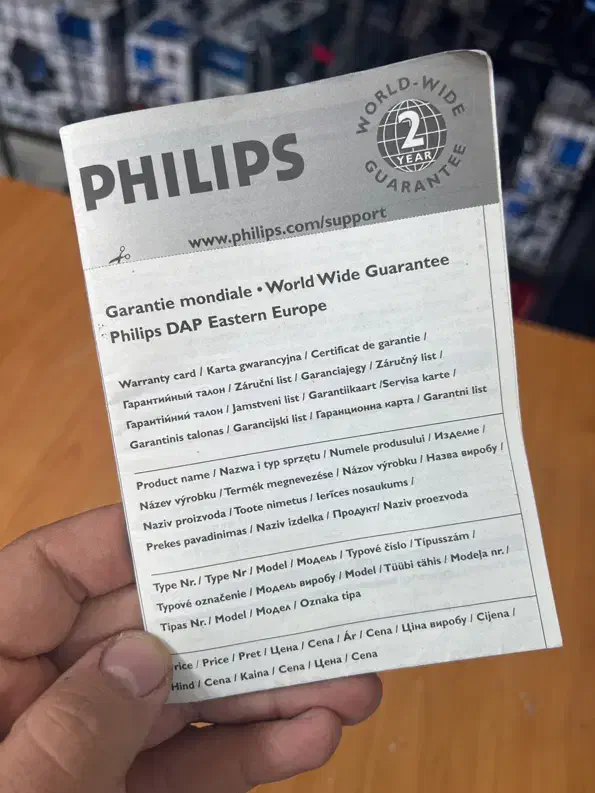 PHILIPS
WORLD-WIDE
2
YEAR
GUARANTEE
www.philips.com/support
Garantie mondiale • World Wide Guarantee
Philips DAP Eastern Europe
Warranty card / Karta gwarancyjna / Certificat de garantie /
Гарантийный талон / Záruční list / Garanciajegy / Záručný list /
Гарантійний талон / Jamstveni list / Garantiikaart /Servisa karte /
Garantinis talonas / Garancijski list / Гаранционна карта / Garantni list
Product name / Nazwa i typ sprzętu / Numele produsului / Изделие /
Název výrobku / Termék megnevezése / Názov výrobku / Назва виробу /
Naziv proizvoda / Toote nimetus / Ierīces nosaukums /
Prekes pavadinimas / Naziv izdelka / Продукт/ Naziv proezvoda
Type Nr. / Type Nr / Model / Модель / Typové číslo / Típusszám /
Typové označenie / Модель виробу / Model / Tüübi tähis / Modeļa nr. /
Tipas Nr. / Model / Модел / Oznaka tipa
rice / Price / Pret / Цена / Cena / Ár / Cena / Ціна виробу / Cijena /
Hind / Cena / Kaina / Cena / Цена / Cena